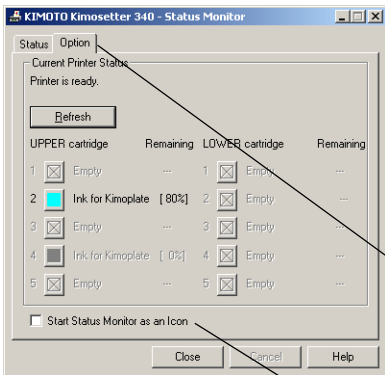 KIMOTO Kimosetter 340 - Status Monitor
Status Option
Current Printer Status
Printer is ready.
Refresh
UPPER cartridge Remaining LOWER cartridge Remaining
1 Empty --- 1 Empty ---
2 Ink for Kimoplate [ 80%] 2 Empty ---
3 Empty --- 3 Empty ---
4 Ink for Kimoplate [ 0%] 4 Empty ---
5 Empty --- 5 Empty ---
Start Status Monitor as an Icon
Close Cancel Help